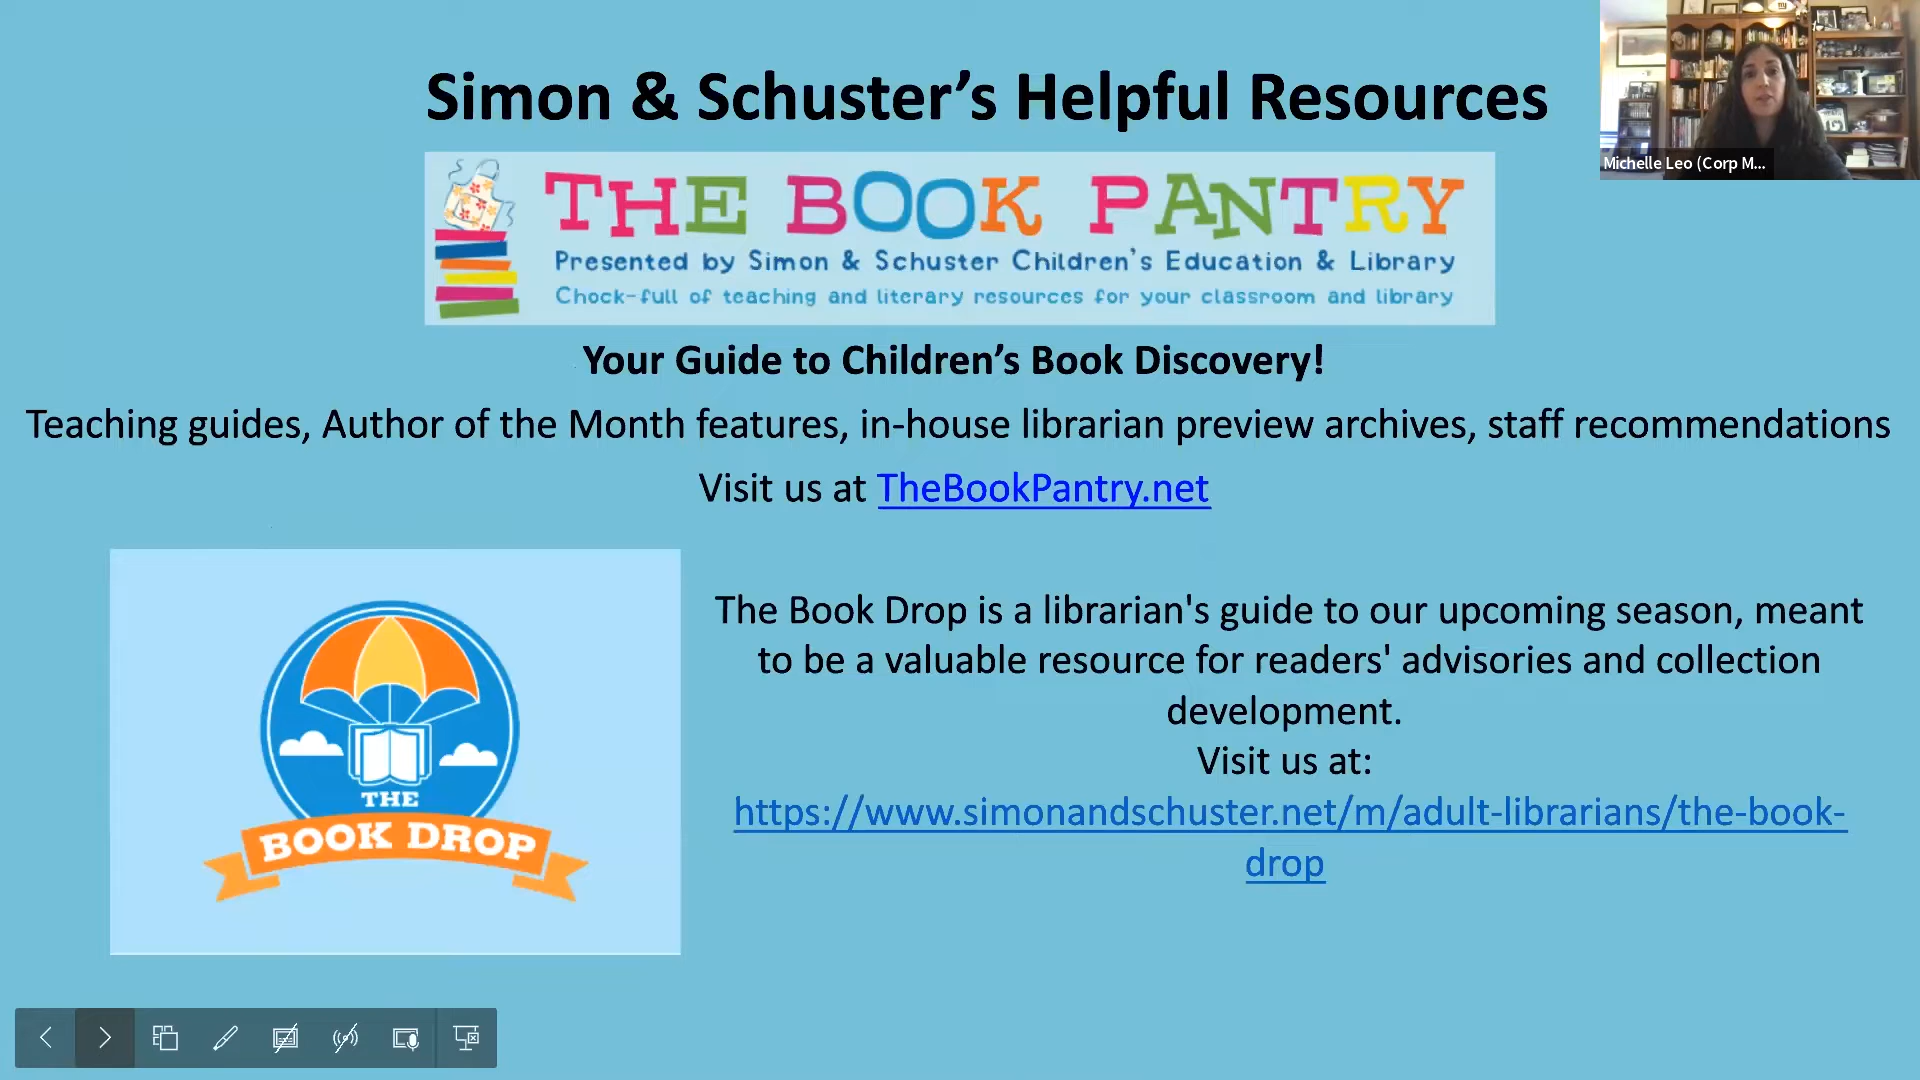 Simon & Schuster’s Helpful Resources
Michelle Leo (Corp M...
THE BOOK PANTRY
Presented by Simon & Schuster Children's Education & Library
Chock-full of teaching and literary resources for your classroom and library
Your Guide to Children’s Book Discovery!
Teaching guides, Author of the Month features, in-house librarian preview archives, staff recommendations
Visit us at TheBookPantry.net
The Book Drop is a librarian's guide to our upcoming season, meant
to be a valuable resource for readers' advisories and collection
development.
Visit us at:
https://www.simonandschuster.net/m/adult-librarians/the-book-
drop
THE
BOOK DROP